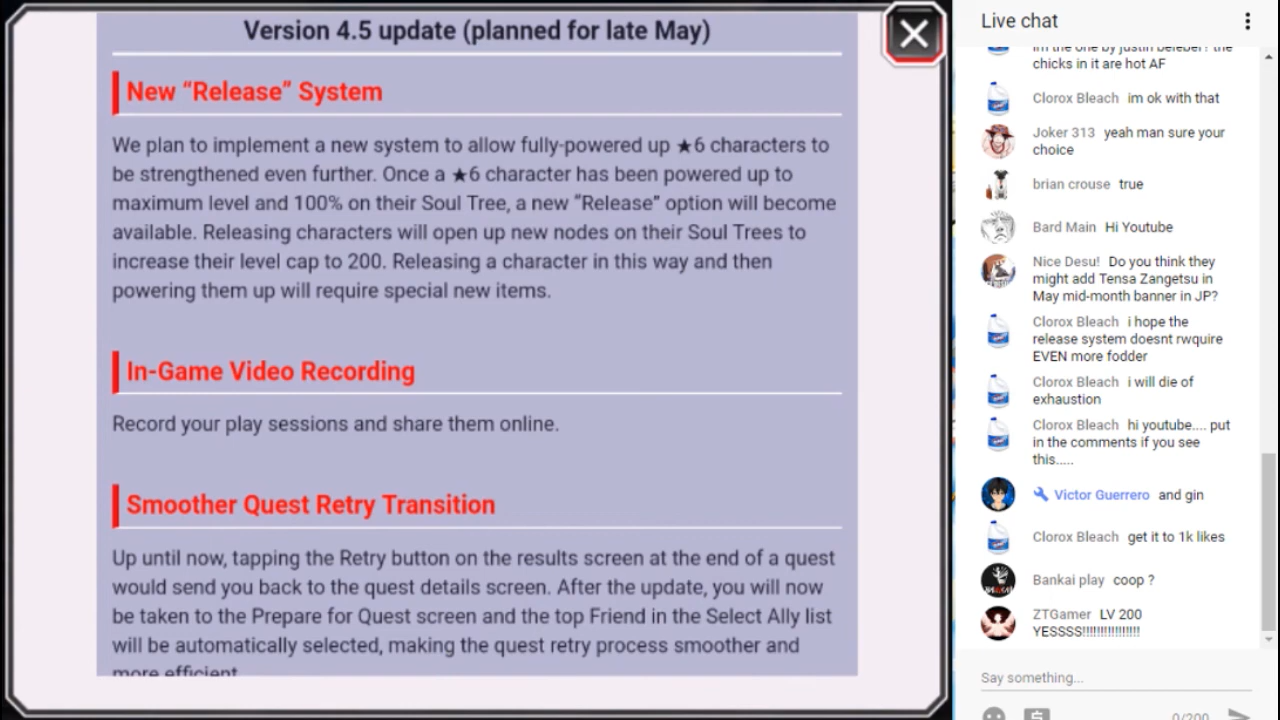 Version 4.5 update (planned for late May)
New “Release” System
We plan to implement a new system to allow fully-powered up ★6 characters to
be strengthened even further. Once a ★6 character has been powered up to
maximum level and 100% on their Soul Tree, a new “Release” option will become
available. Releasing characters will open up new nodes on their Soul Trees to
increase their level cap to 200. Releasing a character in this way and then
powering them up will require special new items.
In-Game Video Recording
Record your play sessions and share them online.
Smoother Quest Retry Transition
Up until now, tapping the Retry button on the results screen at the end of a quest
would send you back to the quest details screen. After the update, you will now
be taken to the Prepare for Quest screen and the top Friend in the Select Ally list
will be automatically selected, making the quest retry process smoother and
more efficient
Live chat
im the one by justin beieber! the
chicks in it are hot AF
Clorox Bleach im ok with that
Joker 313 yeah man sure your
choice
brian crouse true
Bard Main Hi Youtube
Nice Desu! Do you think they
might add Tensa Zangetsu in
May mid-month banner in JP?
Clorox Bleach i hope the
release system doesnt rwquire
EVEN more fodder
Clorox Bleach i will die of
exhaustion
Clorox Bleach hi youtube.... put
in the comments if you see
this.....
Victor Guerrero and gin
Clorox Bleach get it to 1k likes
Bankai play coop ?
ZTGamer LV 200
YESSSS!!!!!!!!!!!!!!!!
Say something...
0/200